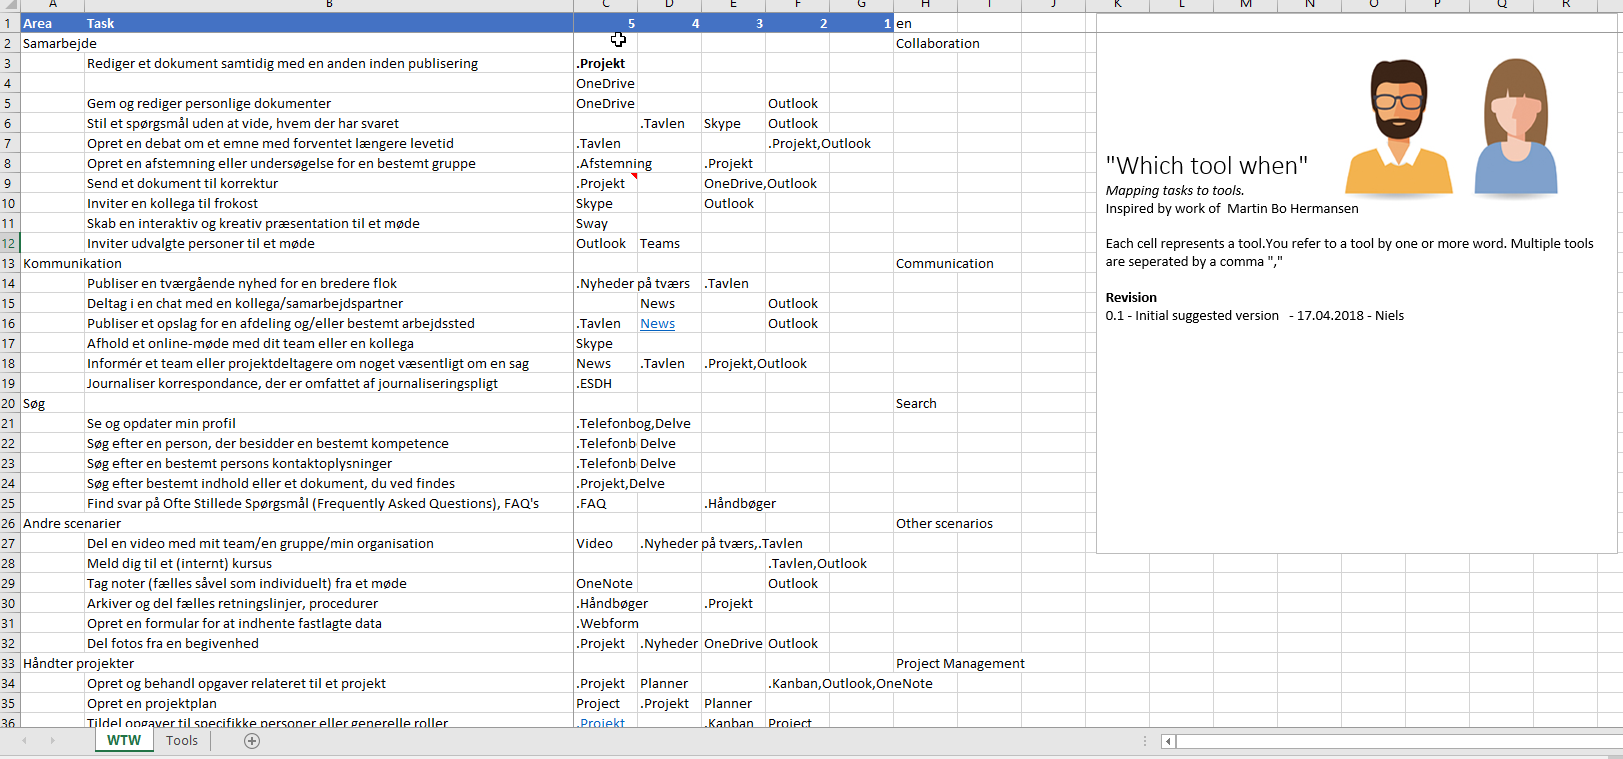 A B C D E F G H I J K L M N O P Q R
1 Area Task 5 4 3 2 1 en
2 Samarbejde Collaboration
3 Rediger et dokument samtidig med en anden inden publisering .Projekt
4 OneDrive
5 Gem og rediger personlige dokumenter OneDrive Outlook
6 Stil et spørgsmål uden at vide, hvem der har svaret .Tavlen Skype Outlook
7 Opret en debat om et emne med forventet længere levetid .Tavlen .Projekt,Outlook
8 Opret en afstemning eller undersøgelse for en bestemt gruppe .Afstemning .Projekt
9 Send et dokument til korrektur .Projekt OneDrive,Outlook
10 Inviter en kollega til frokost Skype Outlook
11 Skab en interaktiv og kreativ præsentation til et møde Sway
12 Inviter udvalgte personer til et møde Outlook Teams
13 Kommunikation Communication
14 Publiser en tværgående nyhed for en bredere flok .Nyheder på tværs .Tavlen
15 Deltag i en chat med en kollega/samarbejdspartner News Outlook
16 Publiser et opslag for en afdeling og/eller bestemt arbejdssted .Tavlen News Outlook
17 Afhold et online-møde med dit team eller en kollega Skype
18 Informér et team eller projektdeltagere om noget væsentligt om en sag News .Tavlen .Projekt,Outlook
19 Journaliser korrespondance, der er omfattet af journaliseringspligt .ESDH
20 Søg Search
21 Se og opdater min profil .Telefonbog,Delve
22 Søg efter en person, der besidder en bestemt kompetence .Telefonb Delve
23 Søg efter en bestemt persons kontaktoplysninger .Telefonb Delve
24 Søg efter bestemt indhold eller et dokument, du ved findes .Projekt,Delve
25 Find svar på Ofte Stillede Spørgsmål (Frequently Asked Questions), FAQ's .FAQ .Håndbøger
26 Andre scenarier Other scenarios
27 Del en video med mit team/en gruppe/min organisation Video .Nyheder på tværs,.Tavlen
28 Meld dig til et (internt) kursus .Tavlen,Outlook
29 Tag noter (fælles såvel som individuelt) fra et møde OneNote Outlook
30 Arkiver og del fælles retningslinjer, procedurer .Håndbøger .Projekt
31 Opret en formular for at indhente fastlagte data .Webform
32 Del fotos fra en begivenhed .Projekt .Nyheder OneDrive Outlook
33 Håndter projekter Project Management
34 Opret og behandl opgaver relateret til et projekt .Projekt Planner .Kanban,Outlook,OneNote
35 Opret en projektplan Project .Projekt Planner
36 Tildel opgaver til specifikke personer eller generelle roller .Projekt .Kanban Project
"Which tool when"
Mapping tasks to tools.
Inspired by work of Martin Bo Hermansen
Each cell represents a tool.You refer to a tool by one or more word. Multiple tools
are seperated by a comma ","
Revision
0.1 - Initial suggested version - 17.04.2018 - Niels
WTW Tools